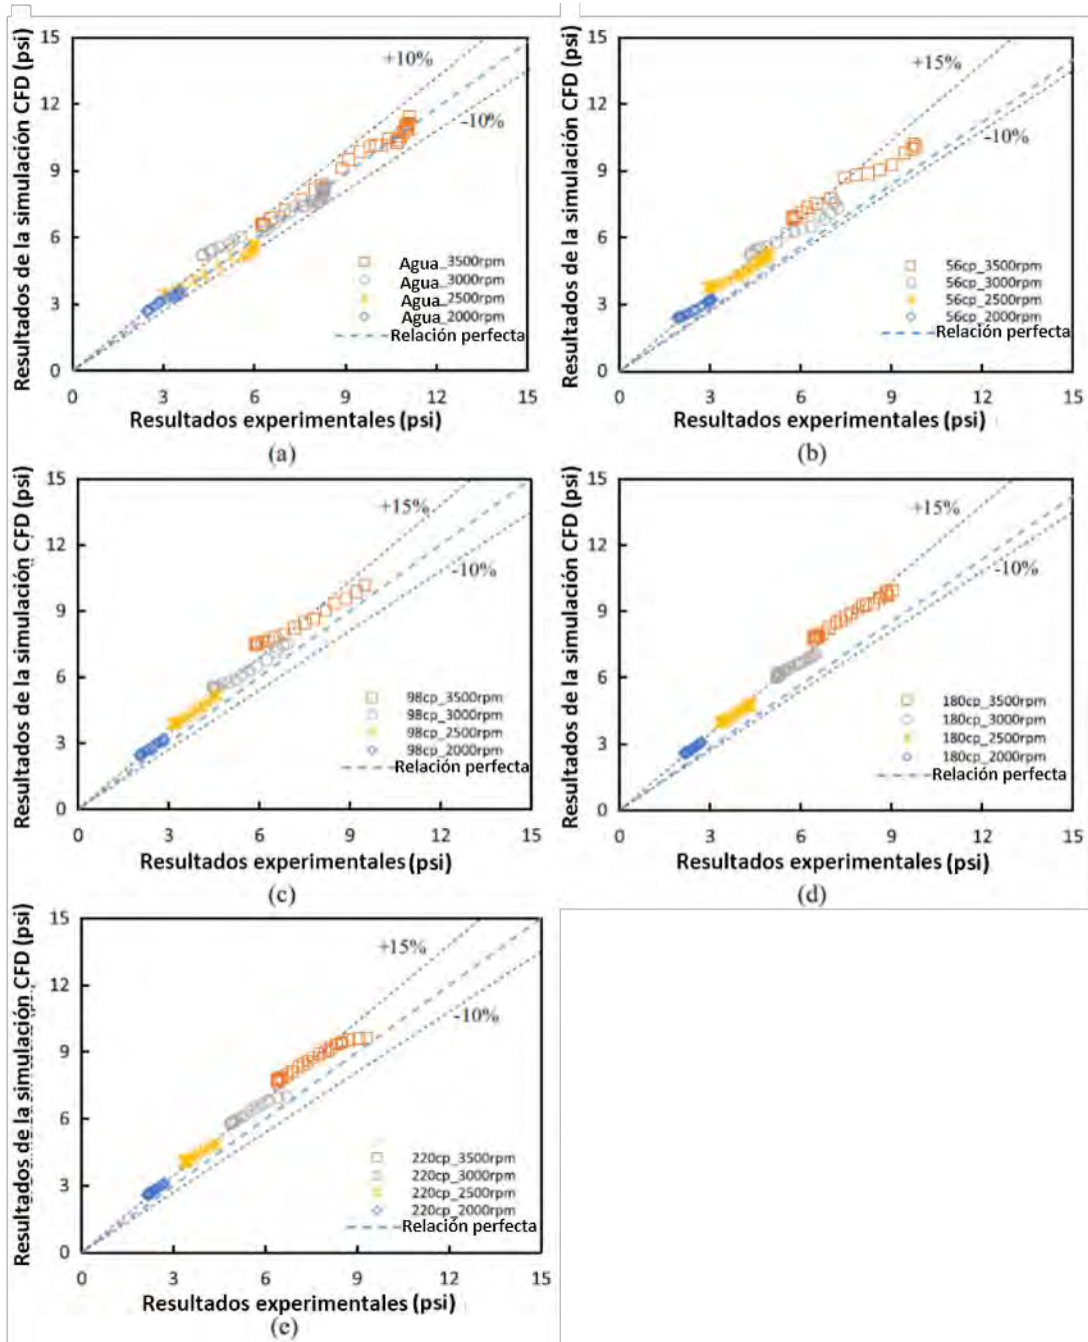 Resultados de la simulación CFD (psi)
15
12
9
6
3
0
+10%
-10%
Agua_3500rpm
Agua_3000rpm
Agua_2500rpm
Agua_2000rpm
Relación perfecta
0 3 6 9 12 15
Resultados experimentales (psi)
(a)
Resultados de la simulación CFD (psi)
15
12
9
6
3
0
+15%
-10%
56cp_3500rpm
56cp_3000rpm
56cp_2500rpm
56cp_2000rpm
Relación perfecta
0 3 6 9 12 15
Resultados experimentales (psi)
(b)
Resultados de la simulación CFD (psi)
15
12
9
6
3
0
+15%
-10%
98cp_3500rpm
98cp_3000rpm
98cp_2500rpm
98cp_2000rpm
Relación perfecta
0 3 6 9 12 15
Resultados experimentales (psi)
(c)
Resultados de la simulación CFD (psi)
15
12
9
6
3
0
+15%
-10%
180cp_3500rpm
180cp_3000rpm
180cp_2500rpm
180cp_2000rpm
Relación perfecta
0 3 6 9 12 15
Resultados experimentales (psi)
(d)
Resultados de la simulación CFD (psi)
15
12
9
6
3
0
+15%
-10%
220cp_3500rpm
220cp_3000rpm
220cp_2500rpm
220cp_2000rpm
Relación perfecta
0 3 6 9 12 15
Resultados experimentales (psi)
(e)